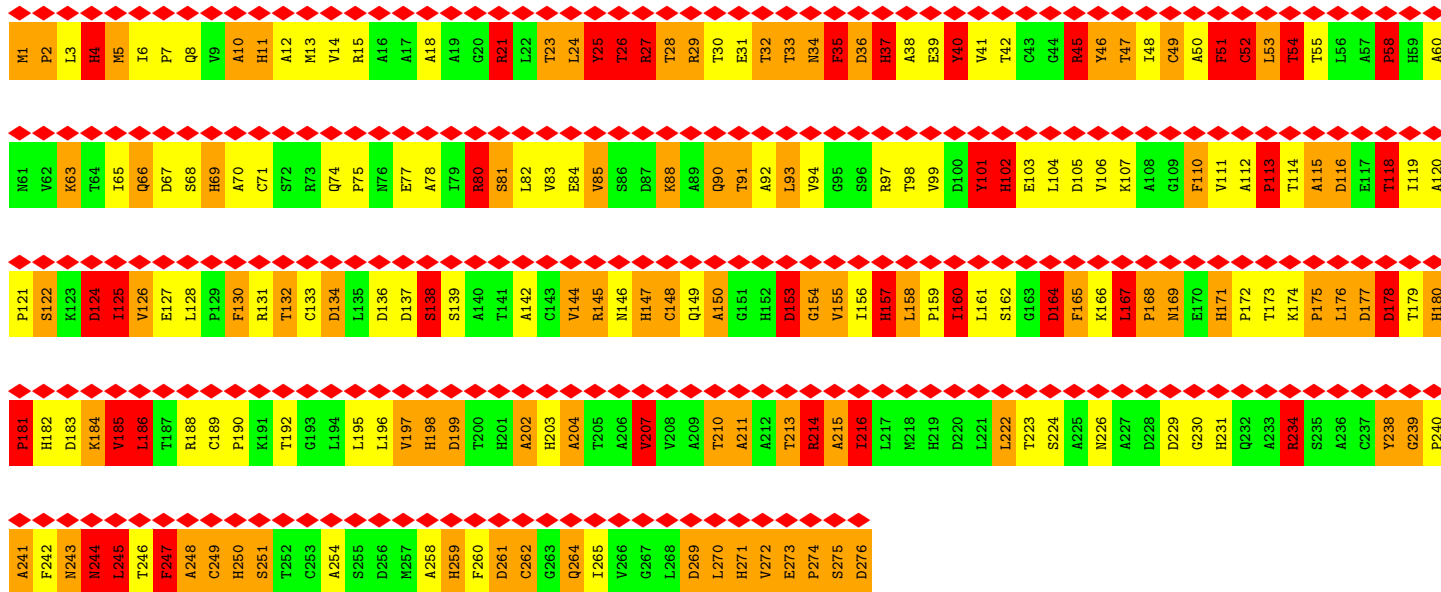 M1 P2 L3 H4 M5 I6 P7 Q8 V9 A10 H11 A12 M13 V14 R15 A16 A17 A18 A19 G20 R21 L22 T23 L24 Y25 T26 R27 T28 R29 T30 E31 T32 T33 N34 F35 D36 H37 A38 E39 Y40 V41 T42 C43 G44 R45 Y46 T47 I48 C49 A50 F51 C52 L53 T54 T55 L56 A57 P58 H59 A60
N61 V62 K63 T64 I65 Q66 D67 S68 H69 A70 C71 S72 R73 Q74 P75 N76 E77 A78 I79 R80 S81 L82 V83 E84 V85 S86 D87 K88 A89 Q90 T91 A92 L93 V94 G95 S96 R97 T98 V99 D100 Y101 H102 E103 L104 D105 V106 K107 A108 G109 F110 V111 A112 P113 T114 A115 D116 E117 T118 I119 A120
P121 S122 K123 D124 I125 V126 E127 L128 P129 F130 R131 T132 C133 D134 L135 D136 D137 S138 S139 A140 T141 A142 C143 V144 R145 N146 H147 C148 Q149 A150 G151 H152 D153 G154 V155 I156 H157 L158 P159 I160 L161 S162 G163 D164 F165 K166 L167 P168 N169 E170 H171 P172 T173 K174 P175 L176 D177 D178 T179 H180
P181 H182 D183 K184 V185 L186 T187 R188 C189 P190 K191 T192 G193 L194 L195 L196 V197 H198 D199 T200 H201 A202 H203 A204 T205 A206 V207 V208 A209 T210 A211 A212 T213 R214 A215 I216 L217 M218 H219 D220 L221 L222 T223 S224 A225 N226 A227 D228 D229 G230 H231 Q232 A233 R234 S235 A236 C237 Y238 G239 P240
A241 F242 N243 N244 L245 T246 F247 A248 C249 H250 S251 T252 C253 A254 S255 D256 M257 A258 H259 F260 D261 C262 G263 Q264 I265 V266 G267 L268 D269 L270 H271 V272 E273 P274 S275 D276